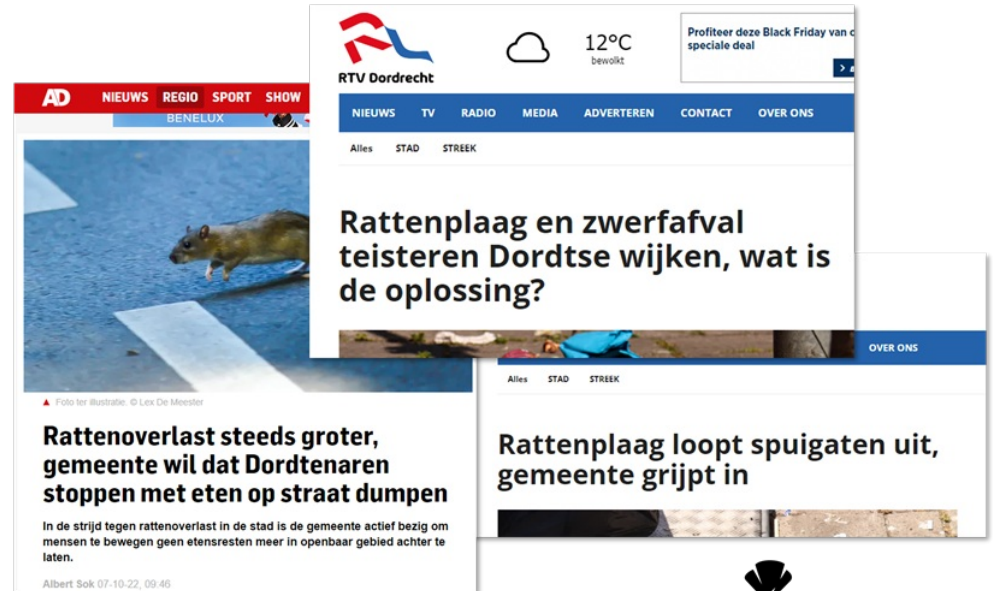 AD NIEUWS REGIO SPORT SHOW
BENELUX
▲ Foto ter illustratie. © Lex De Meester
Rattenoverlast steeds groter,
gemeente wil dat Dordtenaren
stoppen met eten op straat dumpen
In de strijd tegen rattenoverlast in de stad is de gemeente actief bezig om
mensen te bewegen geen etensresten meer in openbaar gebied achter te
laten.
Albert Sok 07-10-22, 09:46
RTV Dordrecht
12°C
bewolkt
Profiteer deze Black Friday van
speciale deal
NIEUWS TV RADIO MEDIA ADVERTEREN CONTACT OVER ONS
Alles STAD STREEK
Rattenplaag en zwerfafval
teisteren Dordtse wijken, wat is
de oplossing?
OVER ONS
Alles STAD STREEK
Rattenplaag loopt spuigaten uit,
gemeente grijpt in